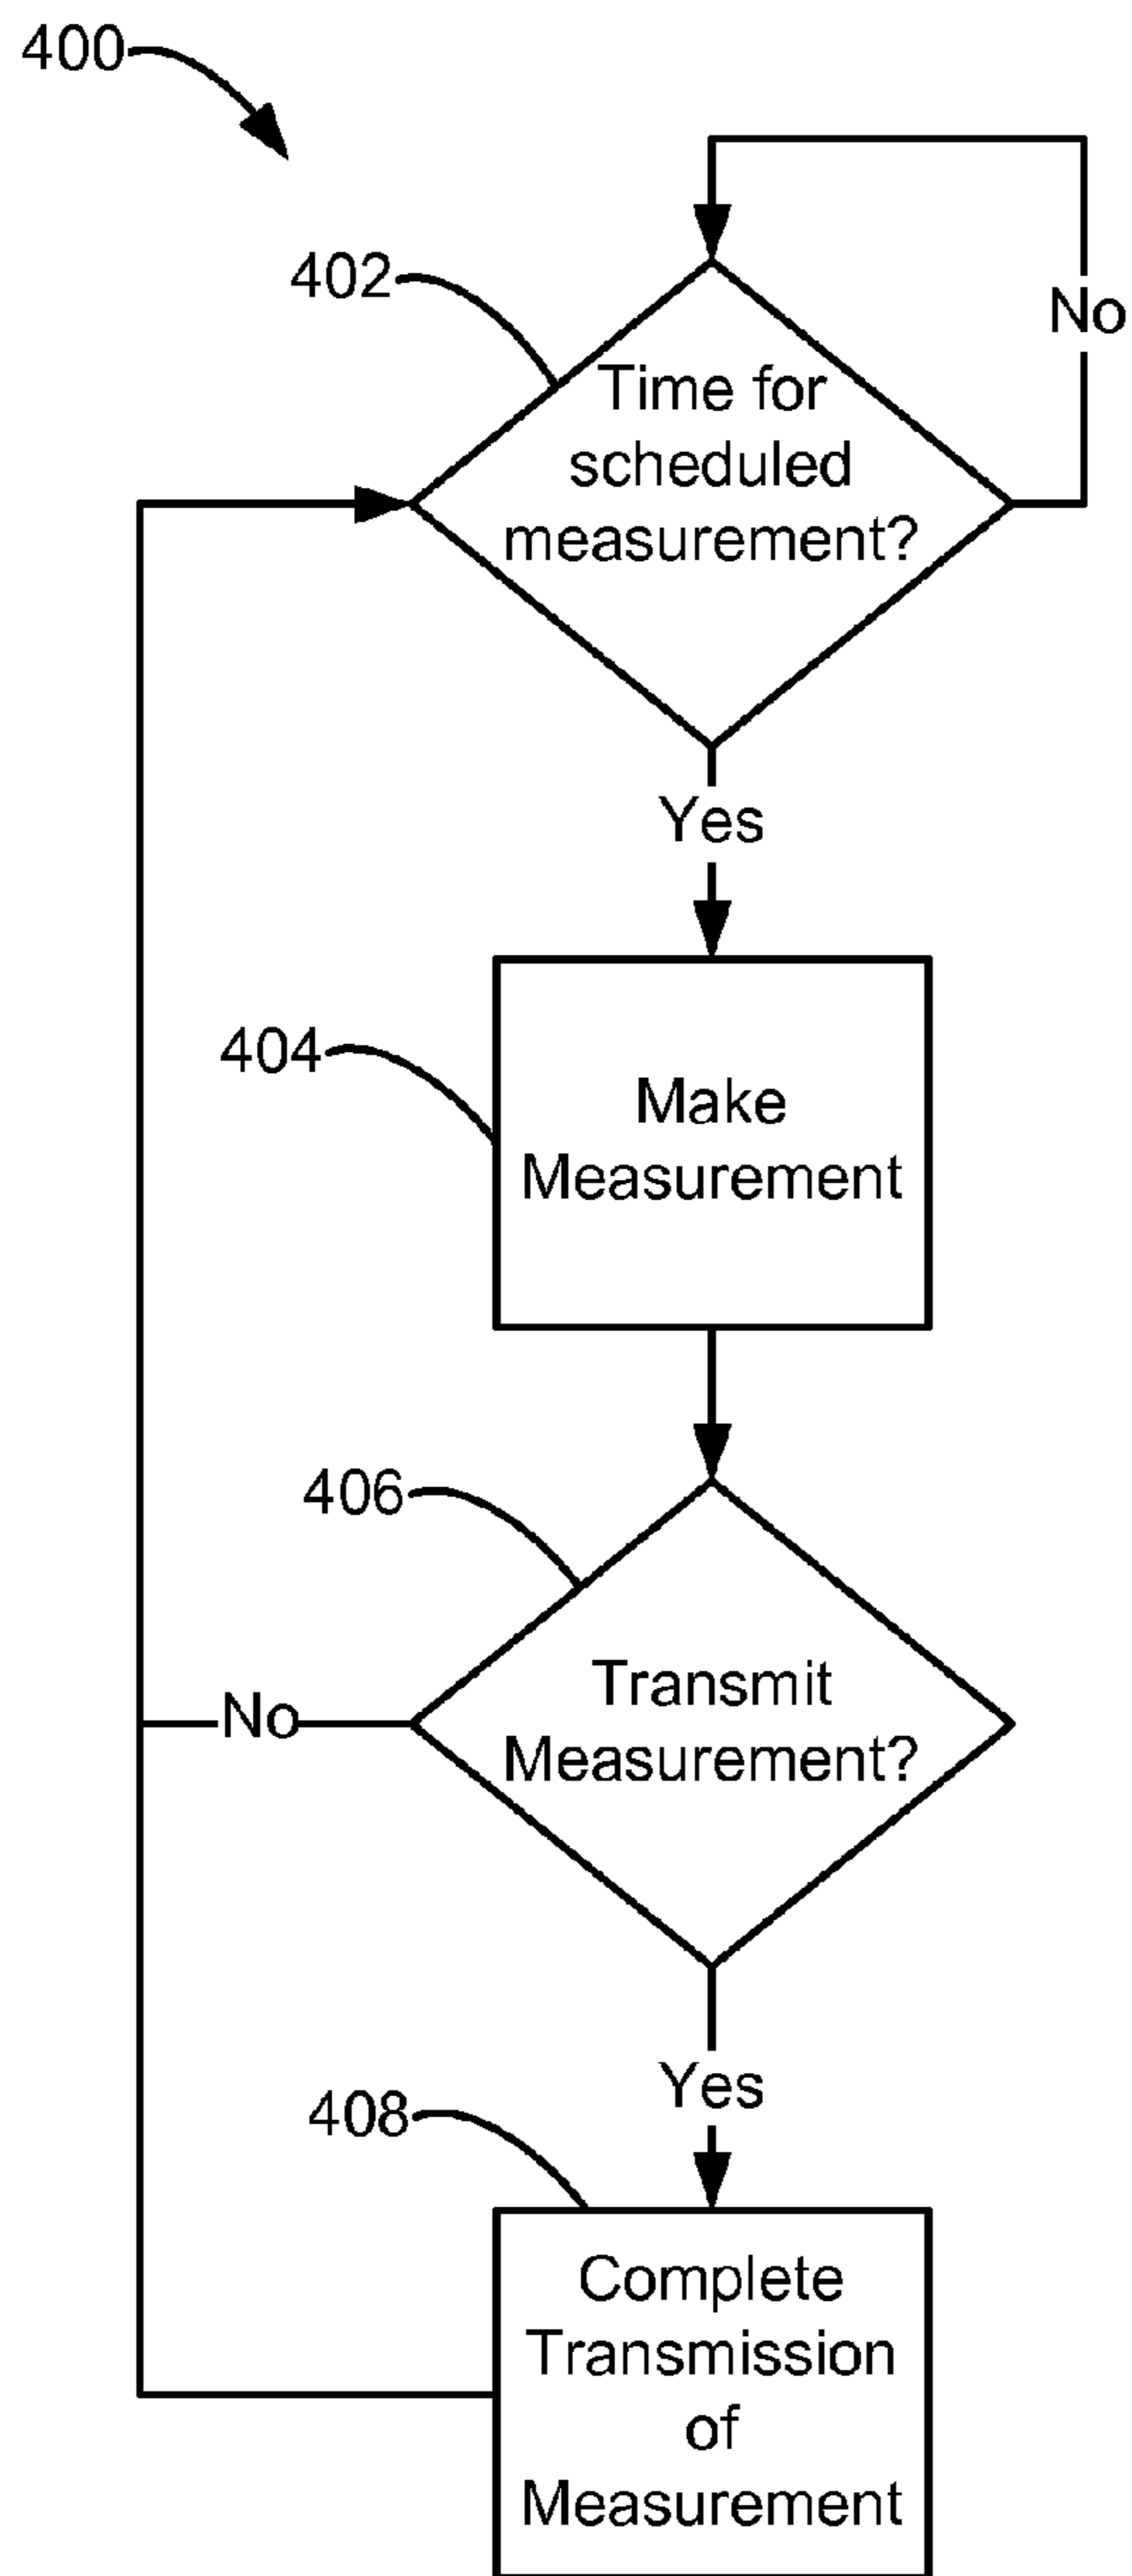 400
402
No
Time for
scheduled
measurement?
Yes
404
Make
Measurement
406
Transmit
Measurement?
No
Yes
408
Complete
Transmission
of
Measurement